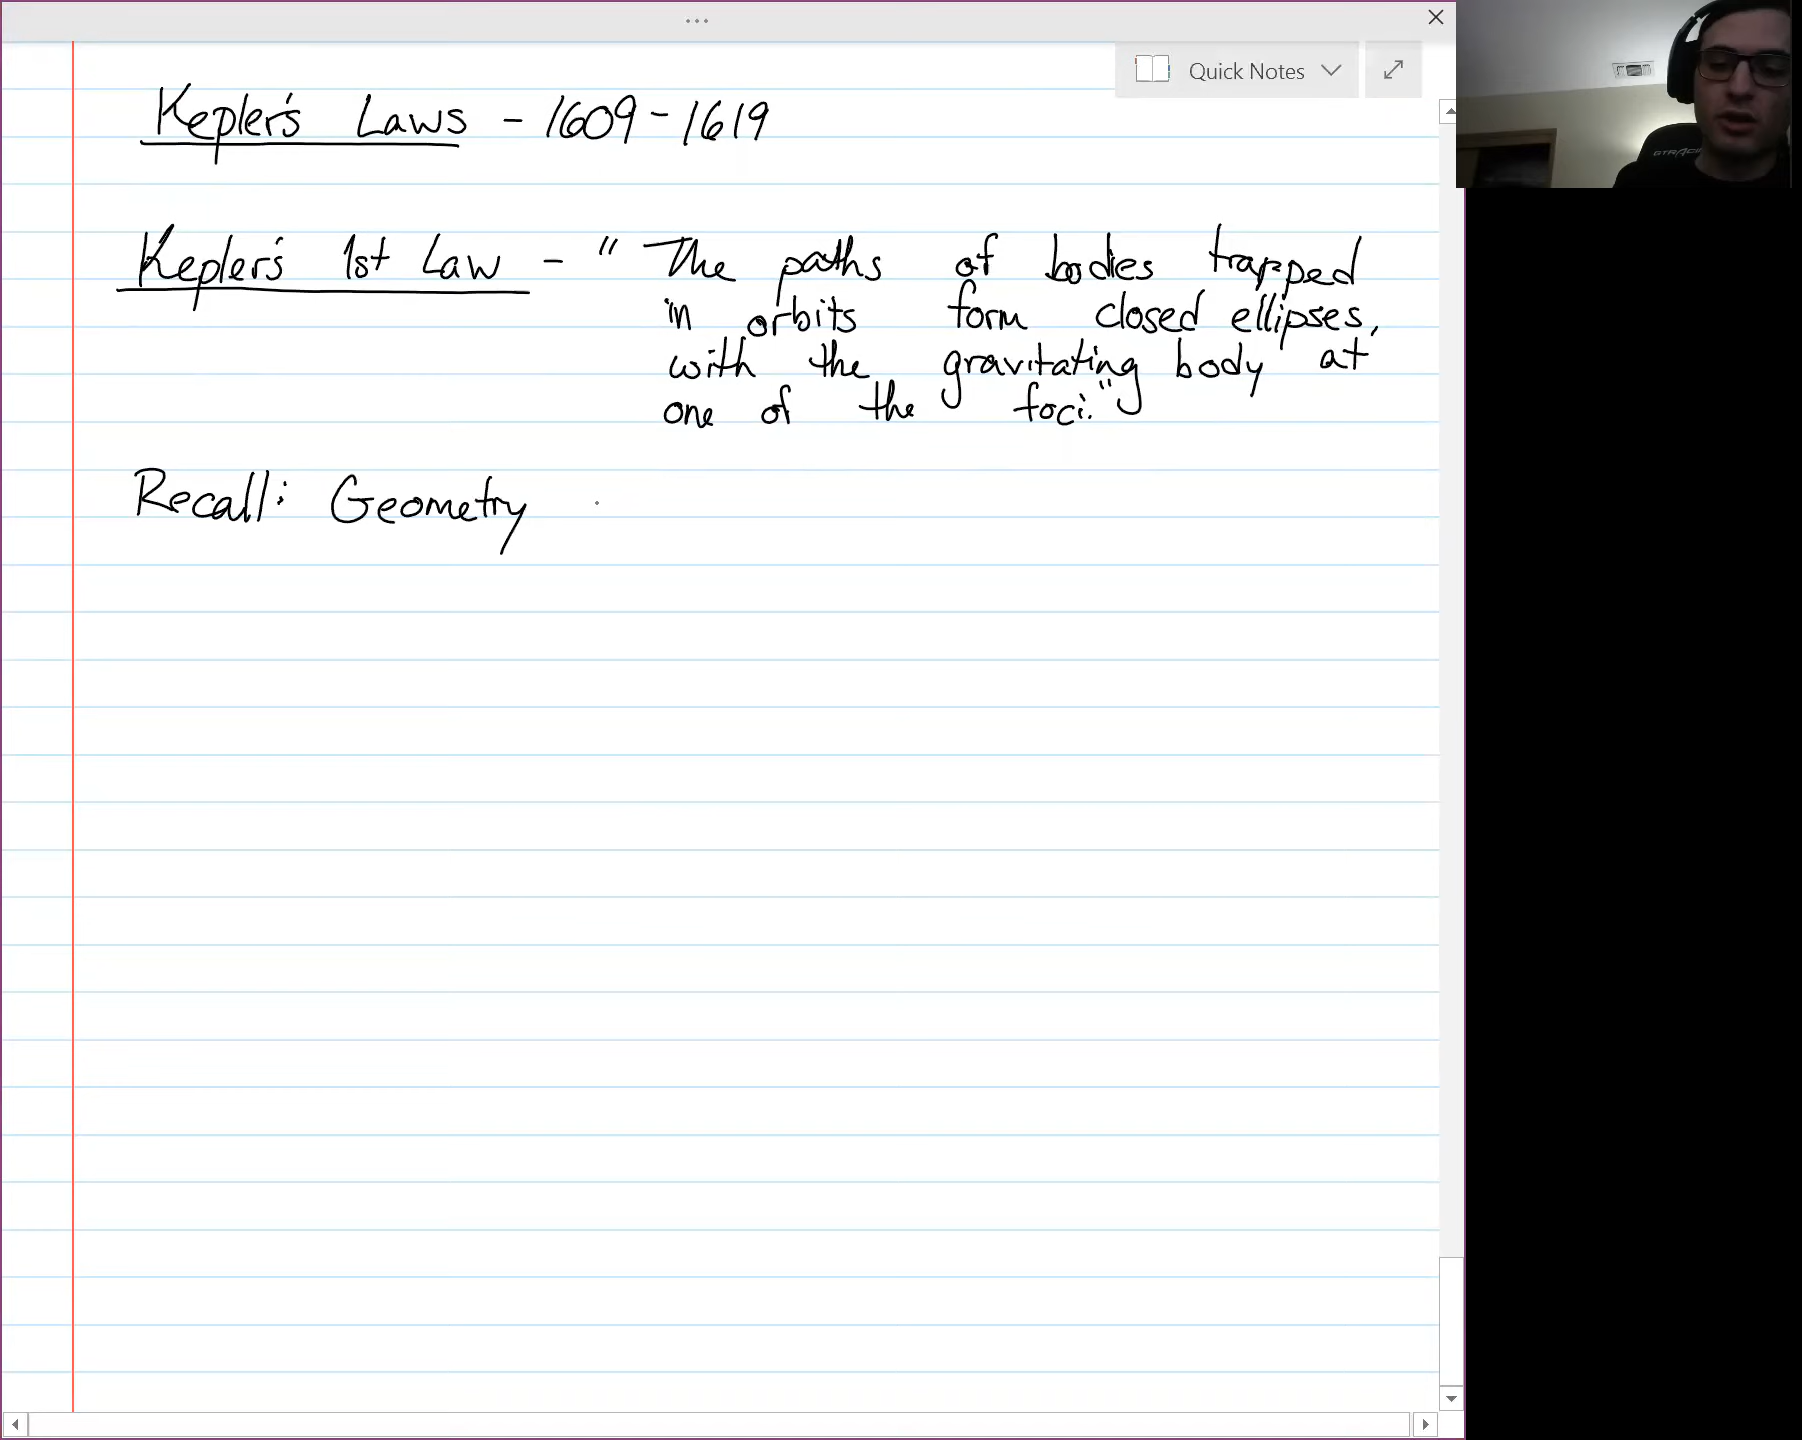 ...
Quick Notes
Kepler's Laws - 1609-1619
Kepler's 1st Law - "The paths of bodies trapped
in orbits form closed ellipses,
with the gravitating body at
one of the foci."
Recall: Geometry